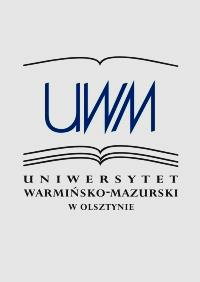 UWM
UNIWERSYTET
WARMIŃSKO-MAZURSKI
W OLSZTYNIE